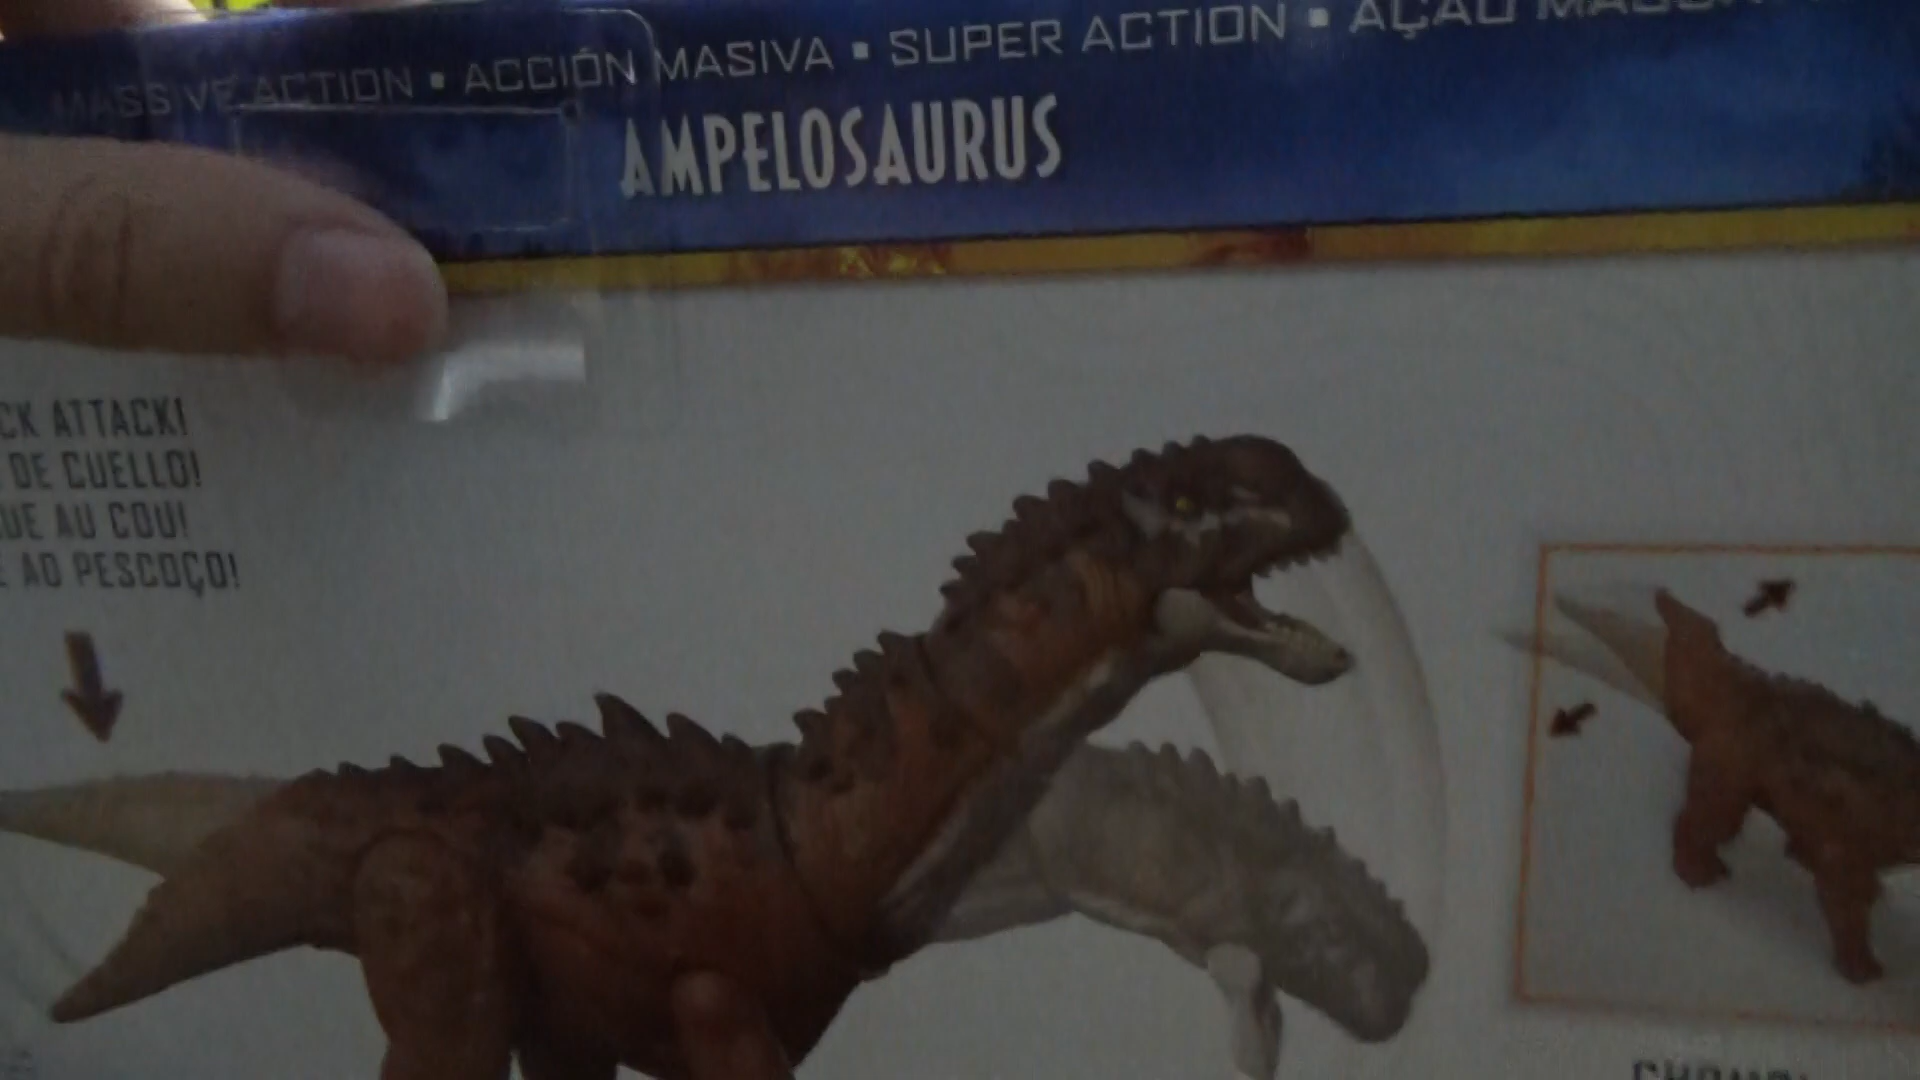 MASSIVE ACTION ▪ ACCIÓN MASIVA ▪ SUPER ACTION ▪ AÇÃO
AMPELOSAURUS
CK ATTACK!
DE CUELLO!
UE AU COU!
E AO PESCOÇO!